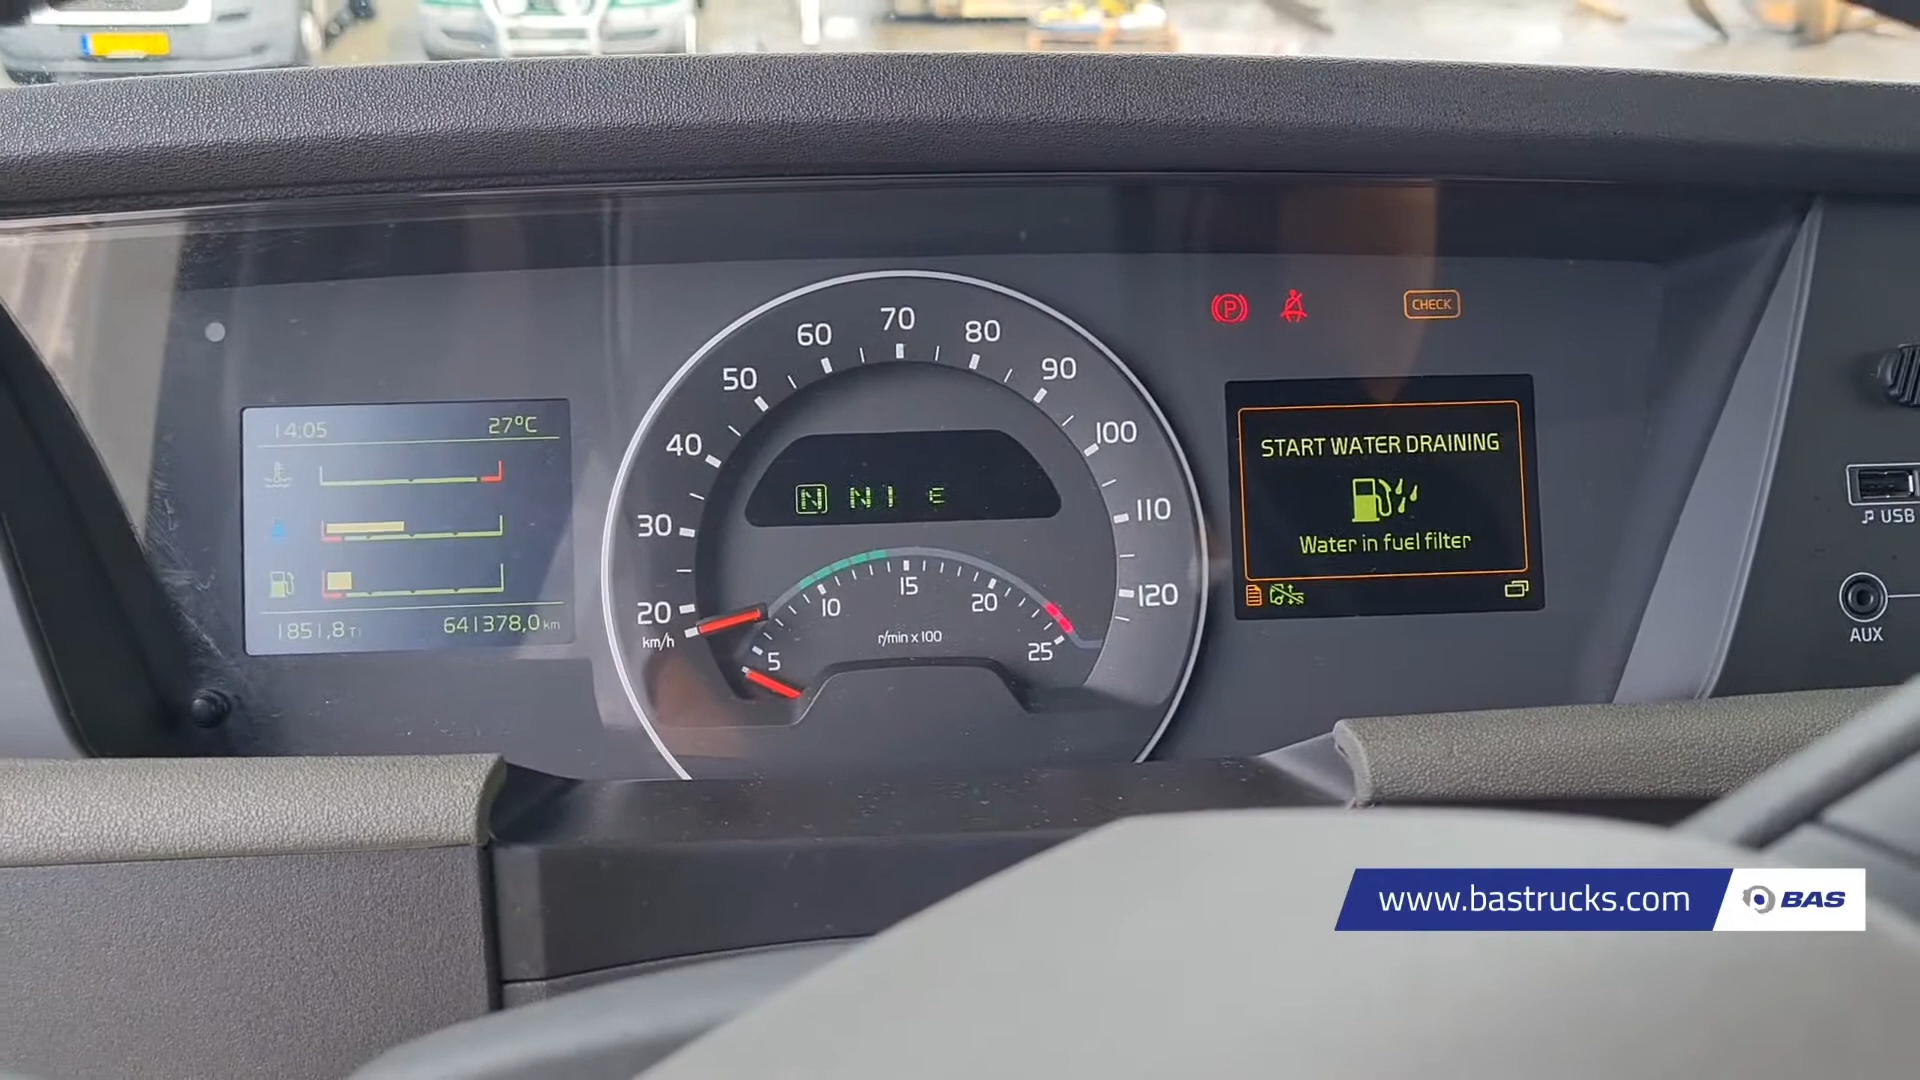 14:05 27°C
1851,8 T1 641378,0 km
20
30
40
50
60
70
80
90
100
110
120
km/h
N N1 E
5
10
15
20
25
r/min x 100
P
CHECK
START WATER DRAINING
Water in fuel filter
USB
AUX
www.bastrucks.com BAS